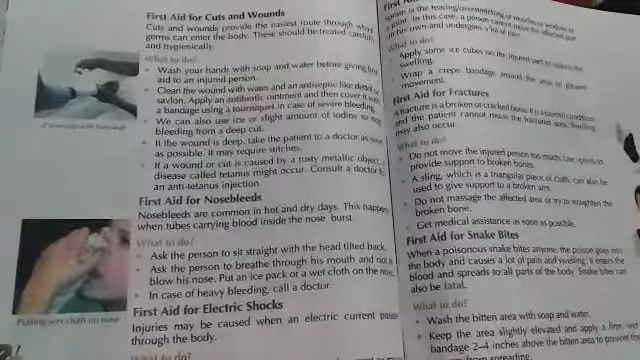 First Aid for Cuts and Wounds
Cuts and wounds provide the easiest route through which
germs can enter the body. These should be treated carefully
and hygienically.
What to do?
Wash your hands with soap and water before giving first
aid to an injured person.
Clean the wound with water and an antiseptic like dettol or
savlon. Apply an antibiotic ointment and then cover it with
a bandage using a tourniquet in case of severe bleeding.
We can also use ice or slight amount of iodine to stop
bleeding from a deep cut.
If the wound is deep, take the patient to a doctor as soon
as possible. It may require stitches.
If a wound or cut is caused by a rusty metallic object, a
disease called tetanus might occur. Consult a doctor for
an anti-tetanus injection.
First Aid for Nosebleeds
Nosebleeds are common in hot and dry days. This happens
when tubes carrying blood inside the nose burst.
What to do?
Ask the person to sit straight with the head tilted back.
Ask the person to breathe through his mouth and not
blow his nose. Put an ice pack or a wet cloth on the nose.
In case of heavy bleeding, call a doctor.
First Aid for Electric Shocks
Injuries may be caused when an electric current passes
through the body.
What to do?
Putting wet cloth on nose
First Aid
sprain is the tearing/overstretching of muscles or tendons at
a joint. In this case, a person cannot move the affected part
on his own and undergoes a lot of pain.
What to do?
Apply some ice cubes on the injured part to reduce the
swelling.
Wrap a crepe bandage around the area to prevent
movement.
First Aid for Fractures
A fracture is a broken or cracked bone. It is a painful condition
and the patient cannot move the fractured area. Swelling
may also occur.
What to do?
Do not move the injured person too much. Use splints to
provide support to broken bones.
A sling, which is a triangular piece of cloth, can also be
used to give support to a broken arm.
Do not massage the affected area or try to straighten the
broken bone.
Get medical assistance as soon as possible.
First Aid for Snake Bites
When a poisonous snake bites anyone, the poison goes into
the body and causes a lot of pain and swelling. It enters the
blood and spreads to all parts of the body. Snake bites can
also be fatal.
What to do?
Wash the bitten area with soap and water.
Keep the area slightly elevated and apply a firm, wet
bandage 2–4 inches above the bitten area to prevent the
from spreading.